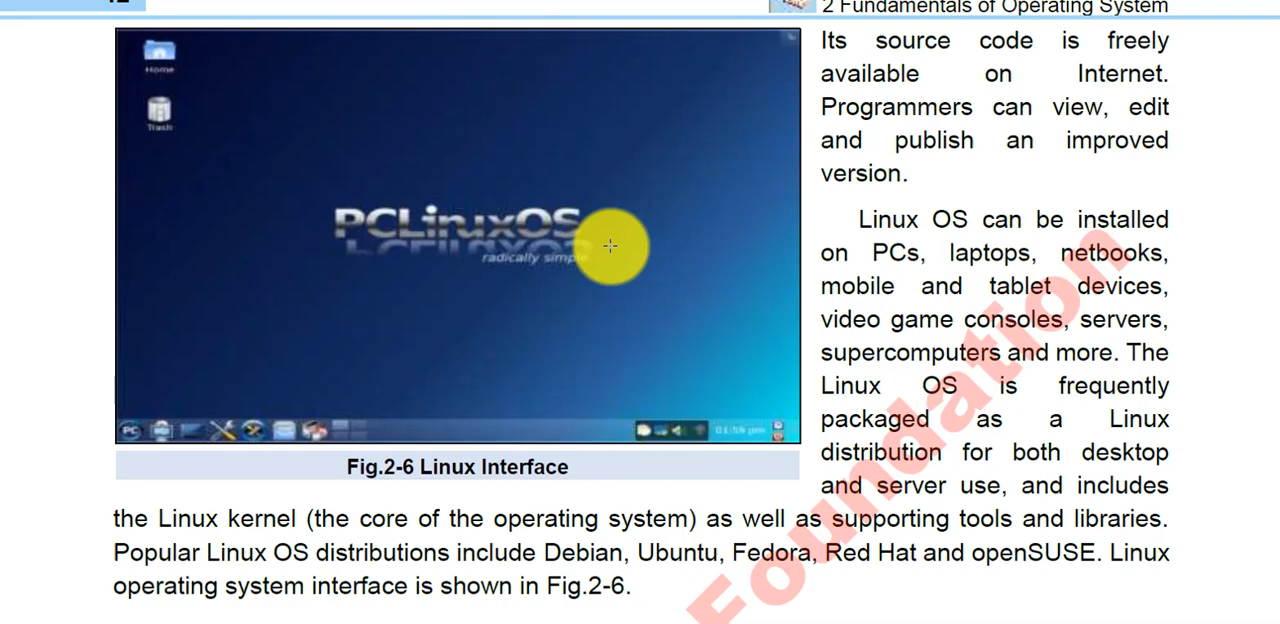 2 Fundamentals of Operating System
Home
Trash
PCLinuxOS
radically simple
PC
Fig.2-6 Linux Interface
Its source code is freely
available on Internet.
Programmers can view, edit
and publish an improved
version.
Linux OS can be installed
on PCs, laptops, netbooks,
mobile and tablet devices,
video game consoles, servers,
supercomputers and more. The
Linux OS is frequently
packaged as a Linux
distribution for both desktop
and server use, and includes
the Linux kernel (the core of the operating system) as well as supporting tools and libraries.
Popular Linux OS distributions include Debian, Ubuntu, Fedora, Red Hat and openSUSE. Linux
operating system interface is shown in Fig.2-6.
Foundation